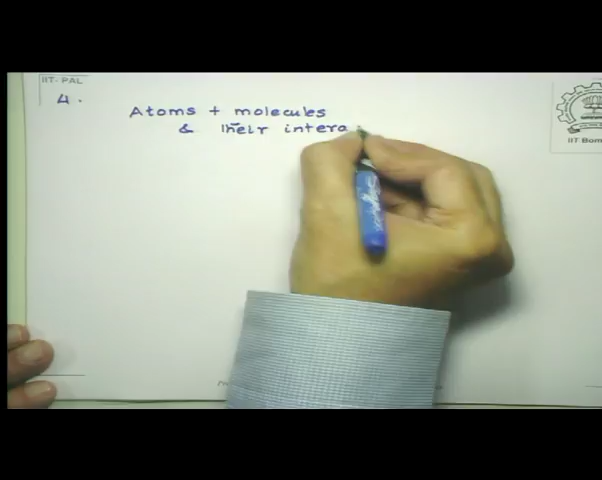 IIT- PAL
4.
Atoms + molecules
& their intera
IIT Bom